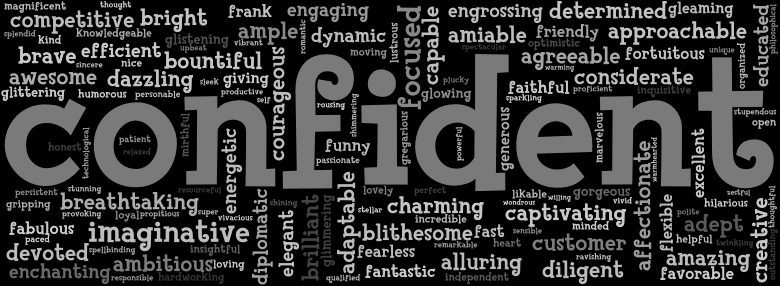 magnificent
thought
frank
engaging
engrossing
determined
gleaming
competitive
bright
splendid
kind
Knowledgeable
glistening
upbeat
ample
vibrant
romantic
dynamic
lustrous
focused
capable
amiable
friendly
approachable
educated
philosophical
brave
efficient
sincere
nice
bountiful
moving
spectacular
optimistic
agreeable
fortuitous
unique
organized
awesome
dazzling
sleek
giving
courageous
plucky
warming
considerate
glittering
humorous
personable
productive
self
rousing
shimmering
glowing
faithful
sparkling
proficient
inquisitive
confident
stupendous
open
honest
technological
patient
relaxed
mirthful
energetic
funny
passionate
gregarious
powerful
generous
marvelous
warmhearted
affectionate
excellent
persistent
stunning
resourceful
lovely
perfect
likable
willing
gorgeous
zestful
thoughtful
gripping
breathtaking
super
shining
stellar
charming
wondrous
vivid
hilarious
provoking
loyal
propitious
vivacious
diplomatic
elegant
brilliant
glimmering
adaptable
incredible
captivating
flexible
polite
adept
creative
fabulous
imaginative
blithesome
fast
sensible
minded
paced
remarkable
heart
customer
helpful
twinkling
devoted
spellbinding
insightful
fearless
ravishing
amazing
enchanting
ambitious
loving
alluring
diligent
favorable
responsible
hardworking
qualified
fantastic
independent